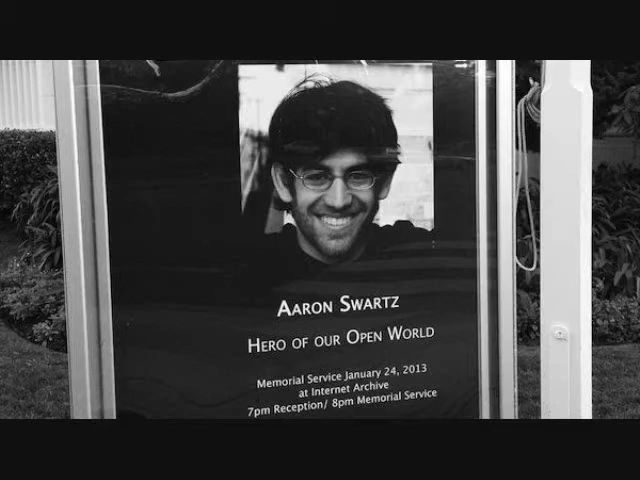 Aaron Swartz
Hero of our Open World
Memorial Service January 24, 2013
at Internet Archive
7pm Reception/ 8pm Memorial Service